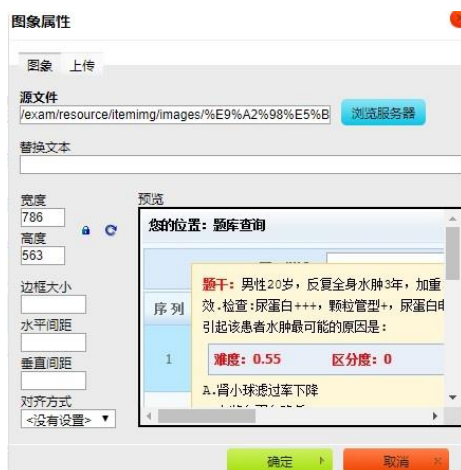 图象属性
图象 上传
源文件
/exam/resource/itemimg/images/%E9%A2%98%E5%B
浏览服务器
替换文本
宽度
786
高度
563
边框大小
水平间距
垂直间距
对齐方式
<没有设置>
预览
您的位置：题库查询
题干：男性20岁，反复全身水肿3年，加重
效.检查:尿蛋白+++，颗粒管型+，尿蛋白电
引起该患者水肿最可能的原因是：
序列
1
难度：0.55 区分度：0
A.肾小球滤过率下降
确定
取消